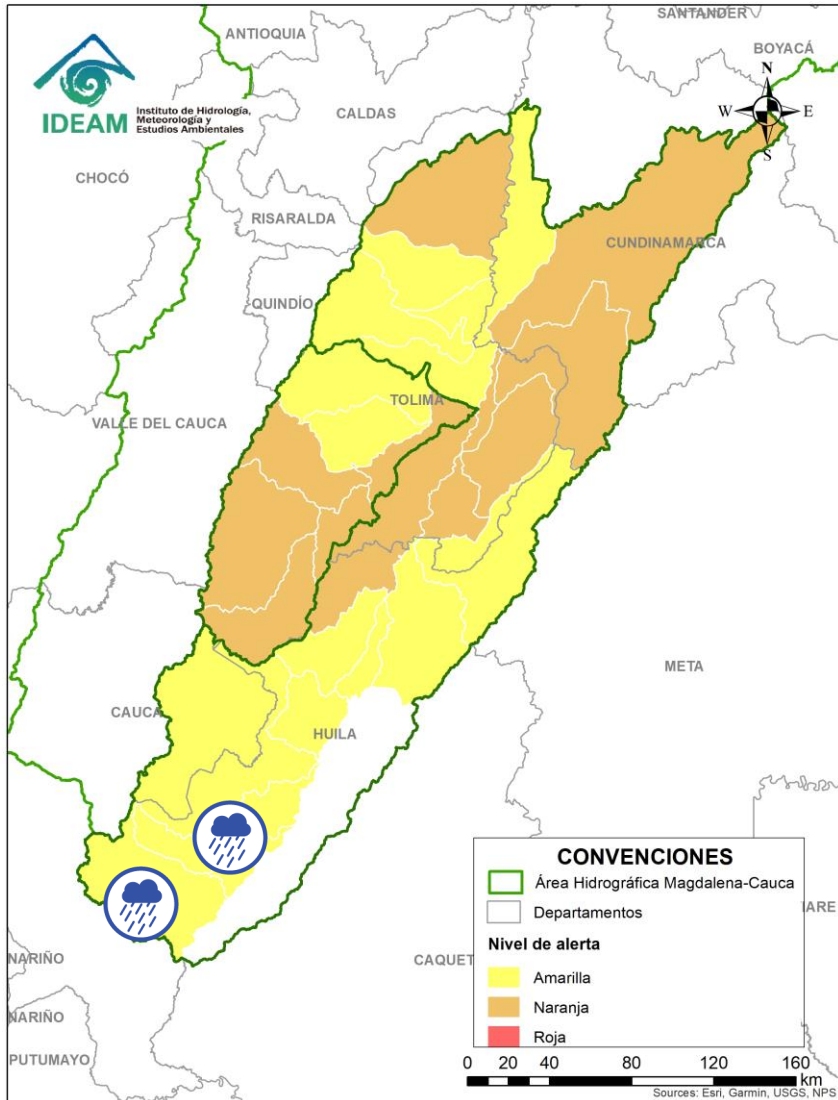 SANTANDER
ANTIOQUIA
BOYACÁ
N
W E
S
IDEAM
Instituto de Hidrología,
Meteorología y
Estudios Ambientales
CALDAS
CHOCÓ
RISARALDA
CUNDINAMARCA
QUINDÍO
TOLIMA
VALLE DEL CAUCA
META
CAUCA
HUILA
CONVENCIONES
Área Hidrográfica Magdalena-Cauca
Departamentos
Nivel de alerta
Amarilla
Naranja
Roja
IARE
NARIÑO
CAQUET
NARIÑO
PUTUMAYO
0 20 40 80 120 160
km
Sources: Esri, Garmin, USGS, NPS